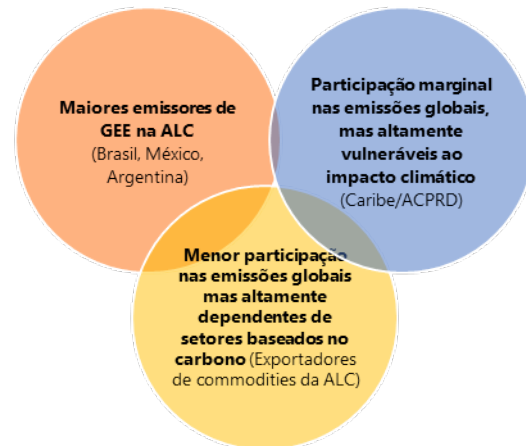 Maiores emissores de
GEE na ALC
(Brasil, México,
Argentina)
Participação marginal
nas emissões globais,
mas altamente
vulneráveis ao
impacto climático
(Caribe/ACPRD)
Menor participação
nas emissões globais
mas altamente
dependentes de
setores baseados no
carbono (Exportadores
de commodities da ALC)